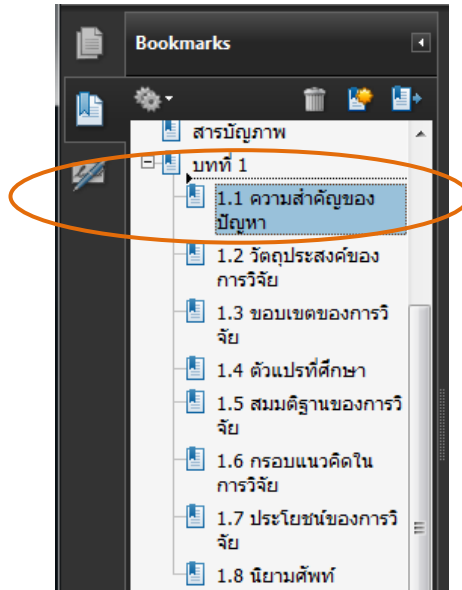 Bookmarks
สารบัญภาพ
บทที่ 1
1.1 ความสำคัญของ
ปัญหา
1.2 วัตถุประสงค์ของ
การวิจัย
1.3 ขอบเขตของการวิ
จัย
1.4 ตัวแปรที่ศึกษา
1.5 สมมติฐานของการวิ
จัย
1.6 กรอบแนวคิดใน
การวิจัย
1.7 ประโยชน์ของการวิ
จัย
1.8 นิยามศัพท์